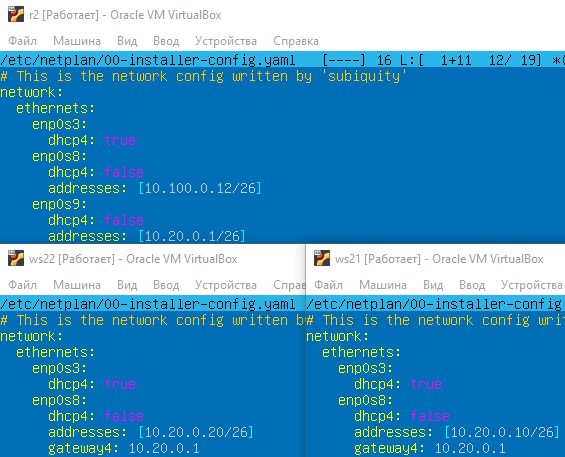 r2 [Работает] - Oracle VM VirtualBox
Файл Машина Вид Ввод Устройства Справка
/etc/netplan/00-installer-config.yaml [----] 16 L:[ 1+11 12/ 19] *(
# This is the network config written by 'subiquity'
network:
  ethernets:
    enp0s3:
      dhcp4: true
    enp0s8:
      dhcp4: false
      addresses: [10.100.0.12/26]
    enp0s9:
      dhcp4: false
      addresses: [10.20.0.1/26]
ws22 [Работает] - Oracle VM VirtualBox
Файл Машина Вид Ввод Устройства Спра
/etc/netplan/00-installer-config.yaml
# This is the network config written b
network:
  ethernets:
    enp0s3:
      dhcp4: true
    enp0s8:
      dhcp4: false
      addresses: [10.20.0.20/26]
      gateway4: 10.20.0.1
ws21 [Работает] - Oracle VM VirtualBox
Файл Машина Вид Ввод Устройства
/etc/netplan/00-installer-config
# This is the network config writ
network:
  ethernets:
    enp0s3:
      dhcp4: true
    enp0s8:
      dhcp4: false
      addresses: [10.20.0.10/26]
      gateway4: 10.20.0.1